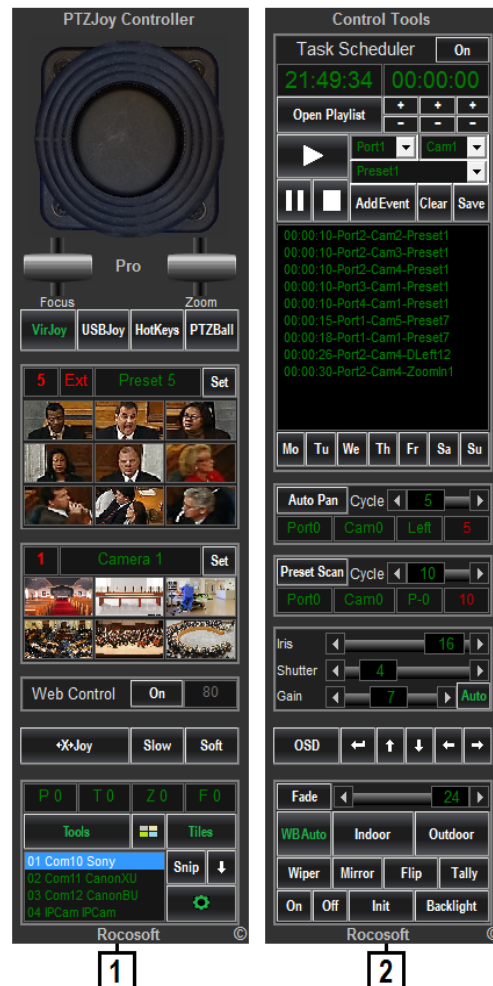 PTZJoy Controller
Pro
Focus Zoom
VirJoy USBJoy HotKeys PTZBall
5 Ext Preset 5 Set
1 Camera 1 Set
Web Control On 80
+X+Joy Slow Soft
P 0 T 0 Z 0 F 0
Tools Tiles
01 Com10 Sony
02 Com11 CanonXU
03 Com12 CanonBU
04 IPCam IPCam
Snip
Rocosoft ©
1
Control Tools
Task Scheduler On
21:49:34 00:00:00
Open Playlist + + +
- - -
Port1 Cam1
Preset1
AddEvent Clear Save
00:00:10-Port2-Cam2-Preset1
00:00:10-Port2-Cam3-Preset1
00:00:10-Port2-Cam4-Preset1
00:00:10-Port3-Cam1-Preset1
00:00:10-Port4-Cam1-Preset1
00:00:15-Port1-Cam5-Preset7
00:00:18-Port1-Cam1-Preset7
00:00:26-Port2-Cam4-DLeft12
00:00:30-Port2-Cam4-ZoomIn1
Mo Tu We Th Fr Sa Su
Auto Pan Cycle 5
Port0 Cam0 Left 5
Preset Scan Cycle 10
Port0 Cam0 P-0 10
Iris 16
Shutter 4
Gain 7 Auto
OSD
Fade 24
WBAuto Indoor Outdoor
Wiper Mirror Flip Tally
On Off Init Backlight
Rocosoft ©
2